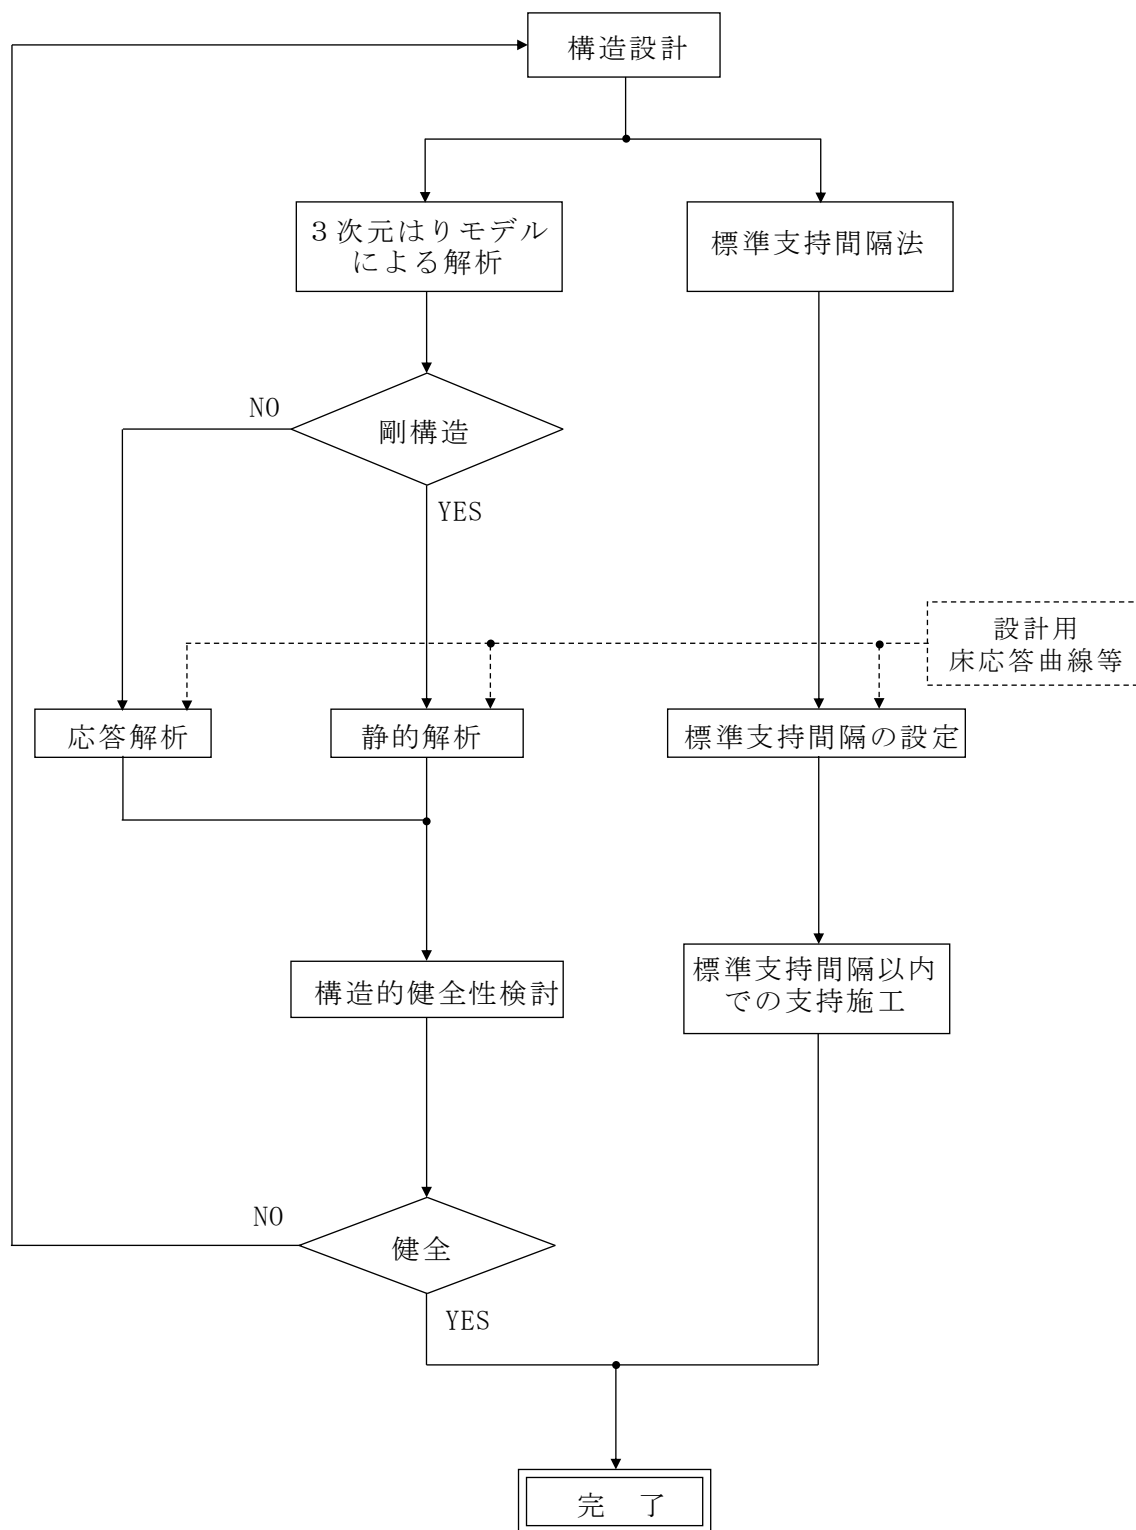 構造設計
３次元はりモデル
による解析
標準支持間隔法
NO
剛構造
YES
設計用
床応答曲線等
応答解析
静的解析
標準支持間隔の設定
構造的健全性検討
標準支持間隔以内
での支持施工
NO
健全
YES
完　了